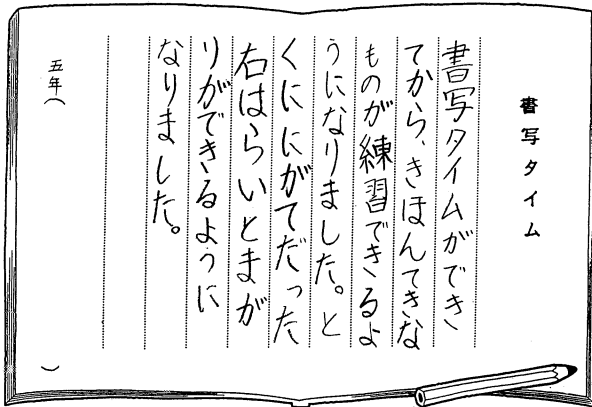 書写タイム
書写タイムができ
てから、きほんてきな
ものが練習できるよ
うになりました。と
くににがてだった
右はらいとまが
りができるように
なりました。
五年( )